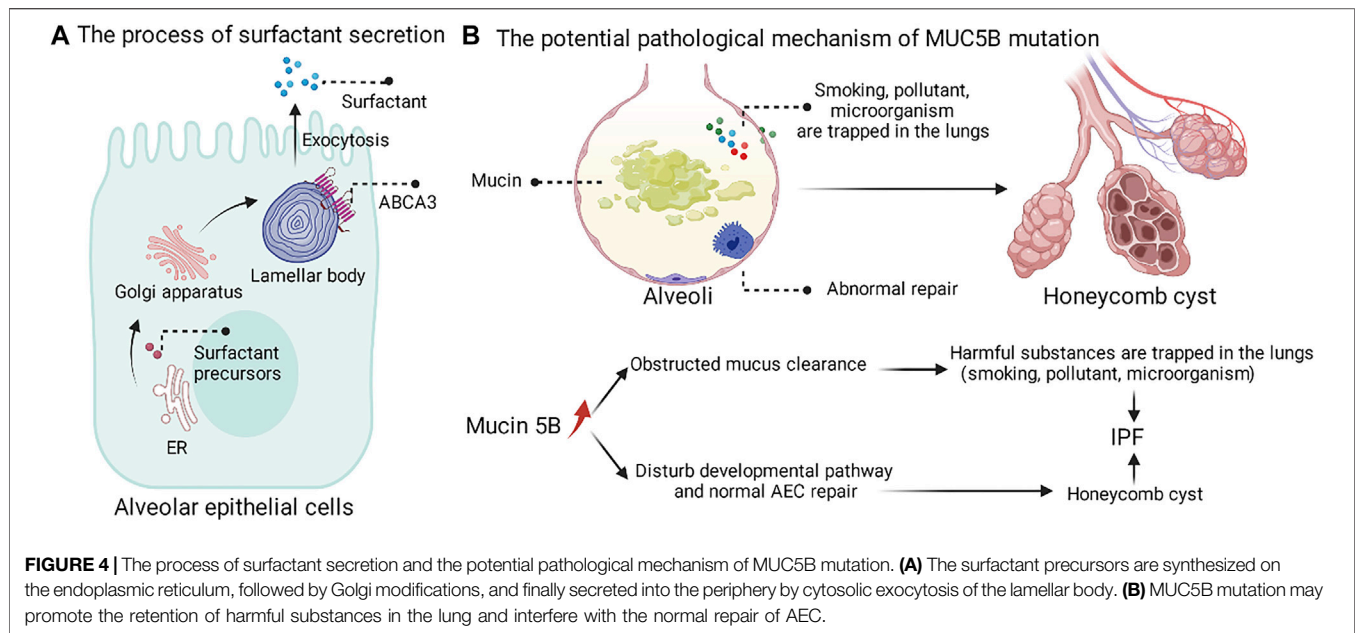 A The process of surfactant secretion
Surfactant
Exocytosis
ABCA3
Lamellar body
Golgi apparatus
Surfactant
precursors
ER
Alveolar epithelial cells
B The potential pathological mechanism of MUC5B mutation
Smoking, pollutant,
microorganism
are trapped in the lungs
Mucin
Alveoli
Abnormal repair
Honeycomb cyst
Mucin 5B
Obstructed mucus clearance
Harmful substances are trapped in the lungs
(smoking, pollutant, microorganism)
IPF
Disturb developmental pathway
and normal AEC repair
Honeycomb cyst
FIGURE 4 | The process of surfactant secretion and the potential pathological mechanism of MUC5B mutation. (A) The surfactant precursors are synthesized on
the endoplasmic reticulum, followed by Golgi modifications, and finally secreted into the periphery by cytosolic exocytosis of the lamellar body. (B) MUC5B mutation may
promote the retention of harmful substances in the lung and interfere with the normal repair of AEC.